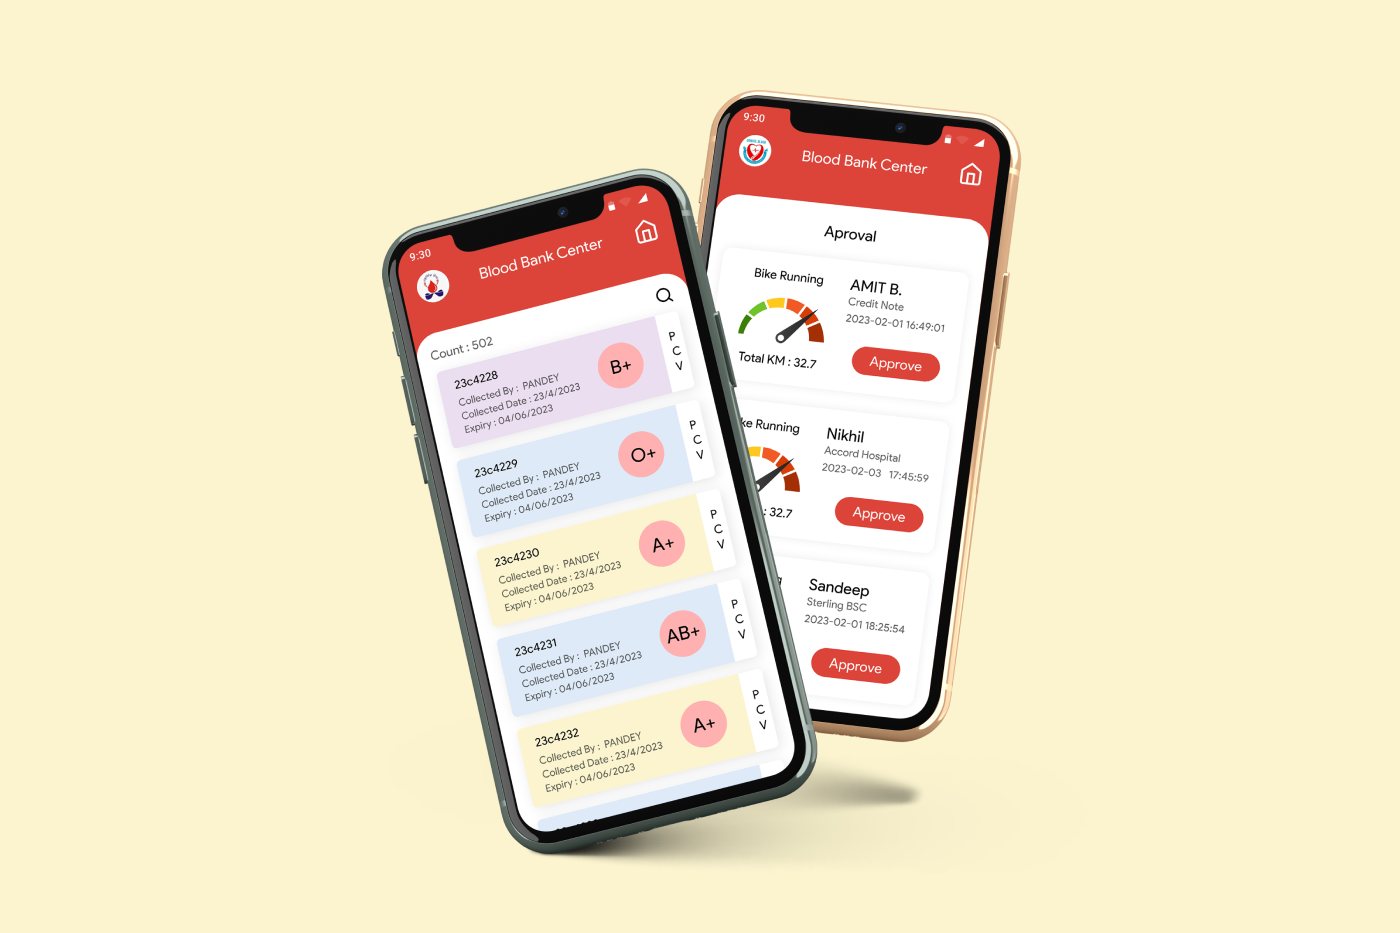 9:30
Blood Bank Center
Count : 502
23c4228
Collected By : PANDEY
Collected Date : 23/4/2023
Expiry : 04/06/2023
B+
P
C
V
23c4229
Collected By : PANDEY
Collected Date : 23/4/2023
Expiry : 04/06/2023
O+
P
C
V
23c4230
Collected By : PANDEY
Collected Date : 23/4/2023
Expiry : 04/06/2023
A+
P
C
V
23c4231
Collected By : PANDEY
Collected Date : 23/4/2023
Expiry : 04/06/2023
AB+
P
C
V
23c4232
Collected By : PANDEY
Collected Date : 23/4/2023
Expiry : 04/06/2023
A+
P
C
V
9:30
Blood Bank Center
Aproval
Bike Running
Total KM : 32.7
AMIT B.
Credit Note
2023-02-01 16:49:01
Approve
ke Running
: 32.7
Nikhil
Accord Hospital
2023-02-03 17:45:59
Approve
Sandeep
Sterling BSC
2023-02-01 18:25:54
Approve